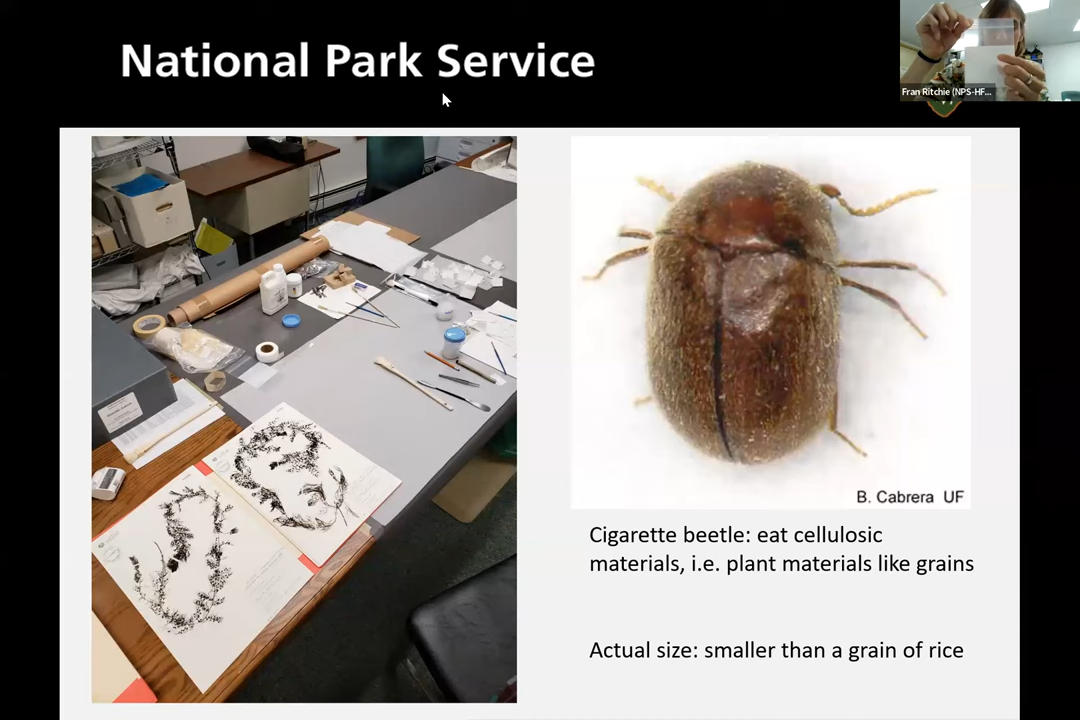 National Park Service
Fran Ritchie (NPS-HF...
B. Cabrera UF
Cigarette beetle: eat cellulosic
materials, i.e. plant materials like grains
Actual size: smaller than a grain of rice